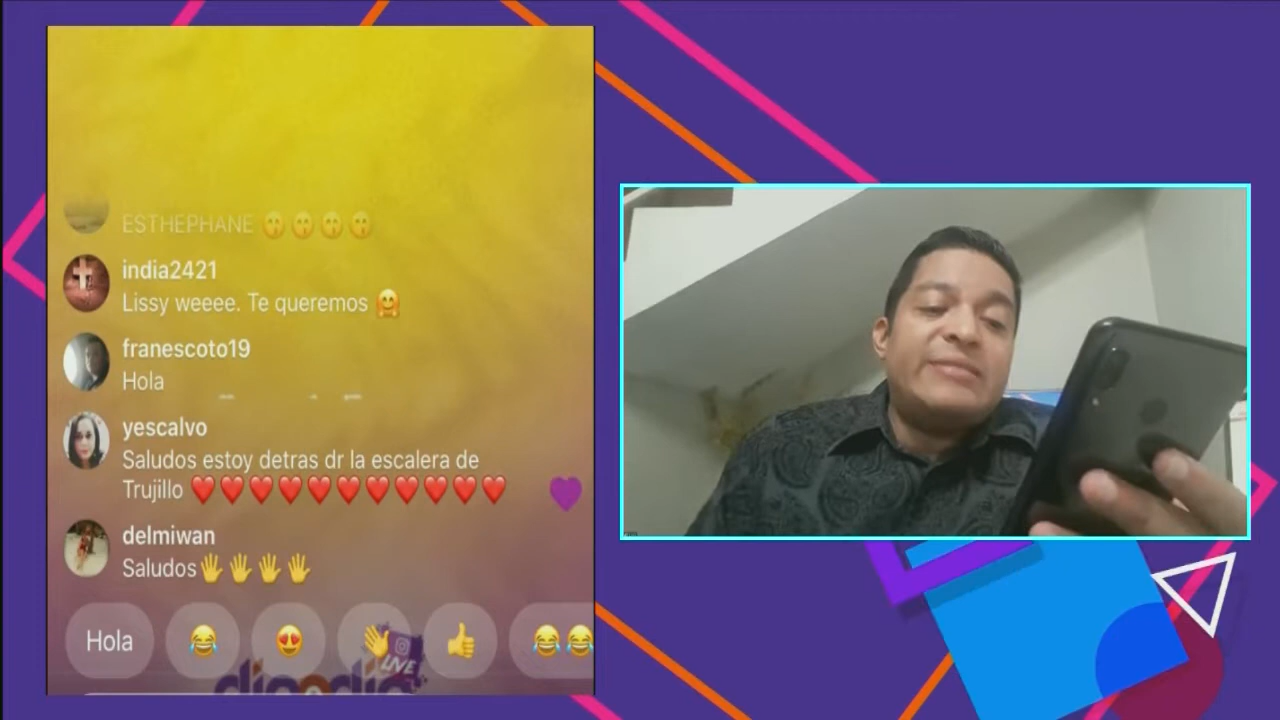 ESTHEPHANE 😙😙😙😙
india2421
Lissy weeee. Te queremos 🤗
franescoto19
Hola
yescalvo
Saludos estoy detras dr la escalera de
Trujillo ❤️❤️❤️❤️❤️❤️❤️❤️❤️❤️❤️
delmiwan
Saludos🖐️🖐️🖐️🖐️
Hola 😂 😍 👋 👍 😂😂
LIVE